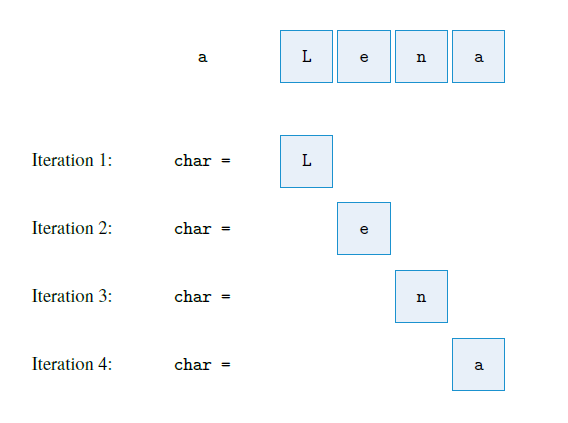 a L e n a
Iteration 1: char = L
Iteration 2: char = e
Iteration 3: char = n
Iteration 4: char = a